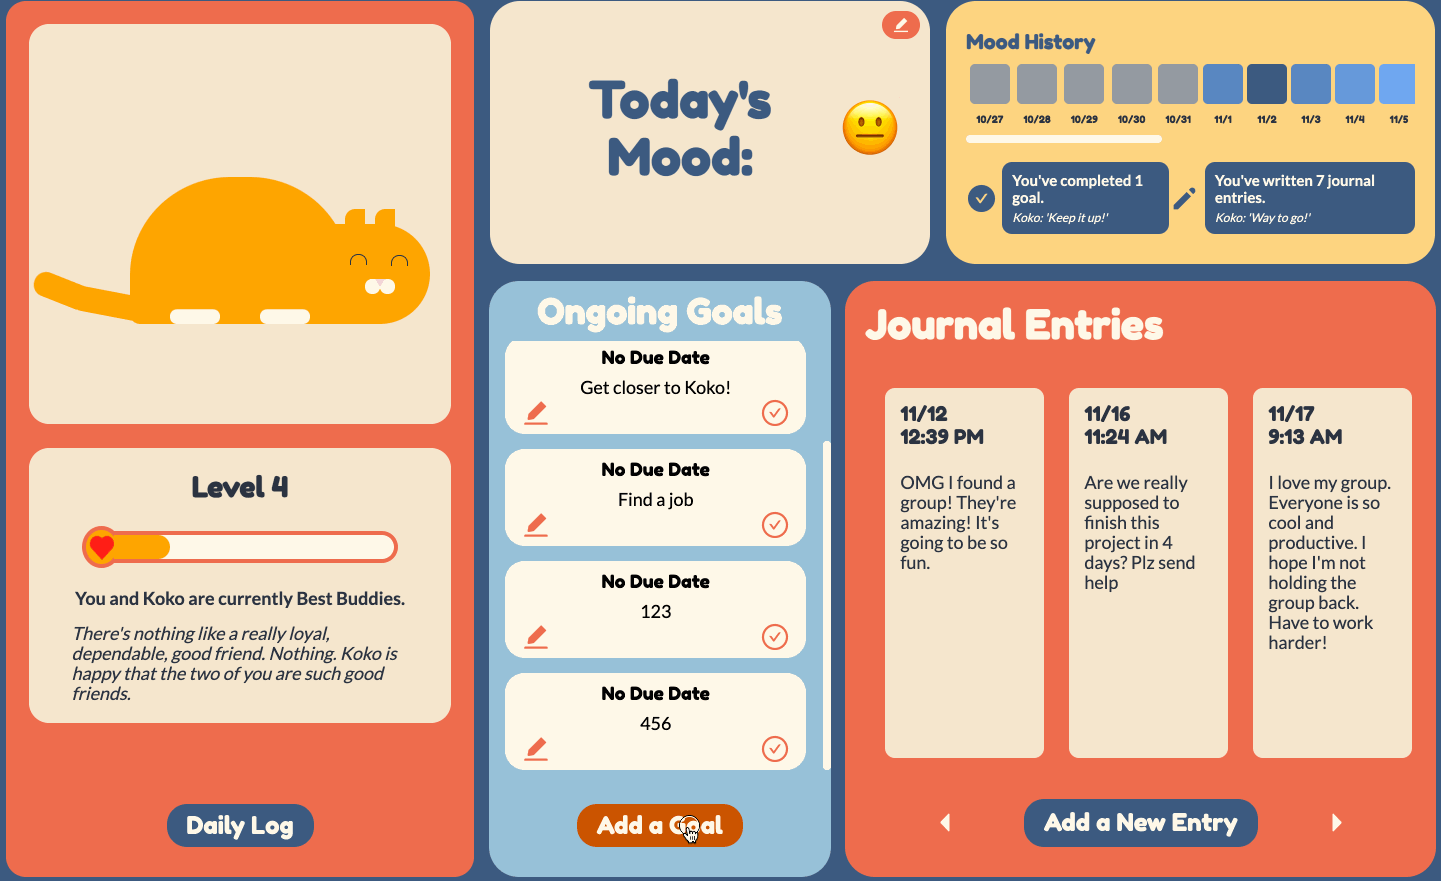 Level 4
You and Koko are currently Best Buddies.
There's nothing like a really loyal,
dependable, good friend. Nothing. Koko is
happy that the two of you are such good
friends.
Daily Log
Today's
Mood:
Mood History
10/27 10/28 10/29 10/30 10/31 11/1 11/2 11/3 11/4 11/5
You've completed 1
goal.
Koko: 'Keep it up!'
You've written 7 journal
entries.
Koko: 'Way to go!'
Ongoing Goals
No Due Date
Get closer to Koko!
No Due Date
Find a job
No Due Date
123
No Due Date
456
Add a Goal
Journal Entries
11/12
12:39 PM
OMG I found a
group! They're
amazing! It's
going to be so
fun.
11/16
11:24 AM
Are we really
supposed to
finish this
project in 4
days? Plz send
help
11/17
9:13 AM
I love my group.
Everyone is so
cool and
productive. I
hope I'm not
holding the
group back.
Have to work
harder!
Add a New Entry